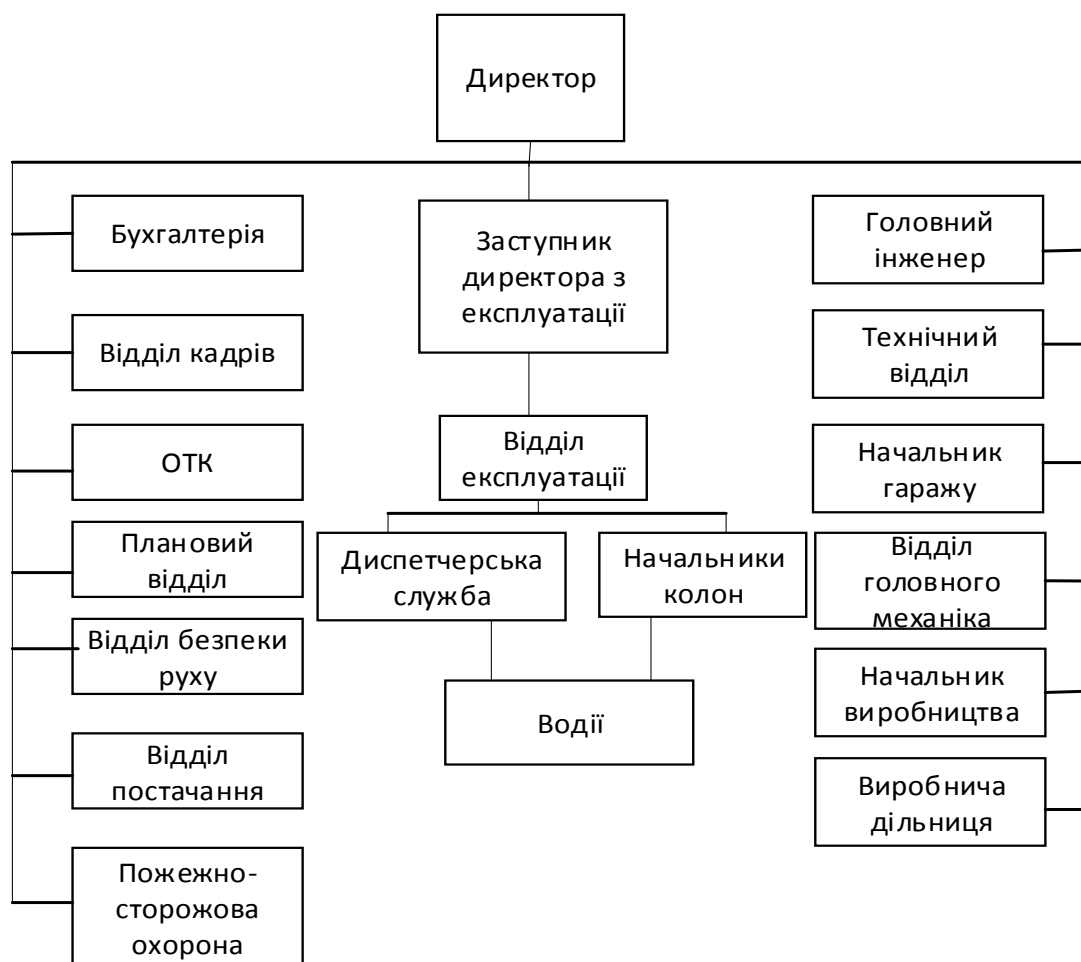 Директор
Бухгалтерія
Відділ кадрів
ОТК
Плановий
відділ
Відділ безпеки
руху
Відділ
постачання
Пожежно-
сторожова
охорона
Заступник
директора з
експлуатації
Відділ
експлуатації
Диспетчерська
служба
Начальники
колон
Водії
Головний
інженер
Технічний
відділ
Начальник
гаражу
Відділ
головного
механіка
Начальник
виробництва
Виробнича
дільниця